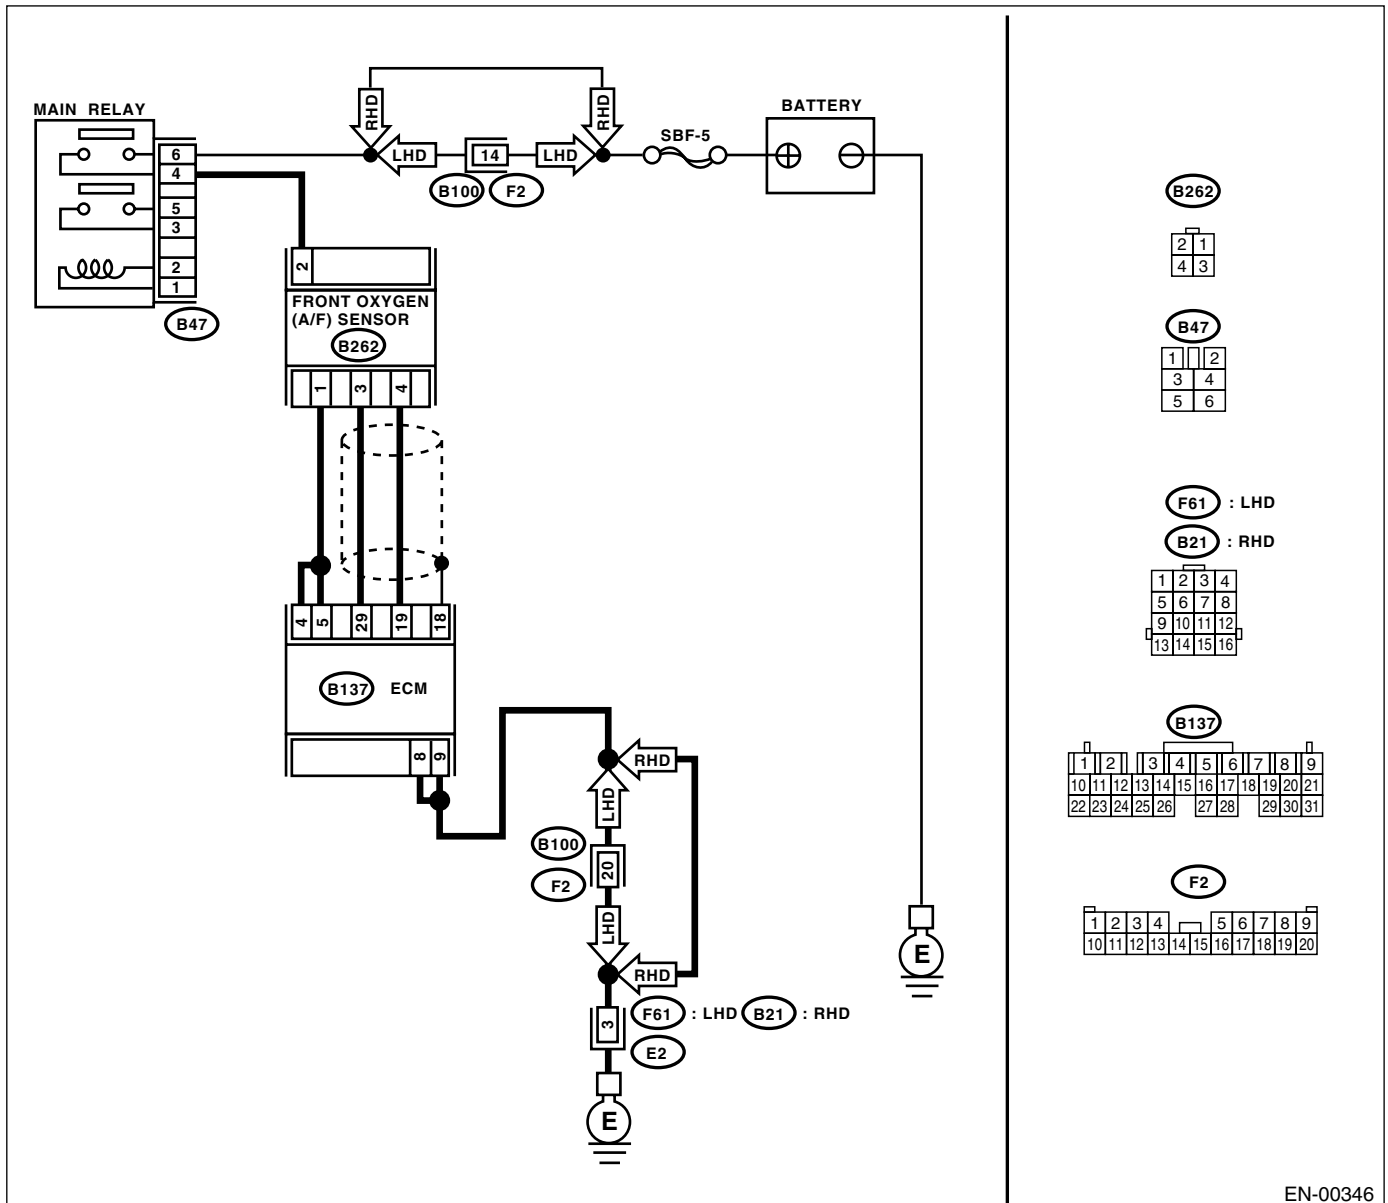 MAIN RELAY
6
4
5
3
2
1
B47
RHD
RHD
LHD
14
LHD
B100
F2
SBF-5
BATTERY
2
FRONT OXYGEN
(A/F) SENSOR
B262
1
3
4
4
5
29
19
18
B137 ECM
8
9
RHD
LHD
B100
20
F2
LHD
RHD
3
F61 : LHD B21 : RHD
E2
E
E
B262
2 1
4 3
B47
1 2
3 4
5 6
F61 : LHD
B21 : RHD
1 2 3 4
5 6 7 8
9 10 11 12
13 14 15 16
B137
1 2 3 4 5 6 7 8 9
10 11 12 13 14 15 16 17 18 19 20 21
22 23 24 25 26 27 28 29 30 31
F2
1 2 3 4 5 6 7 8 9
10 11 12 13 14 15 16 17 18 19 20
EN-00346